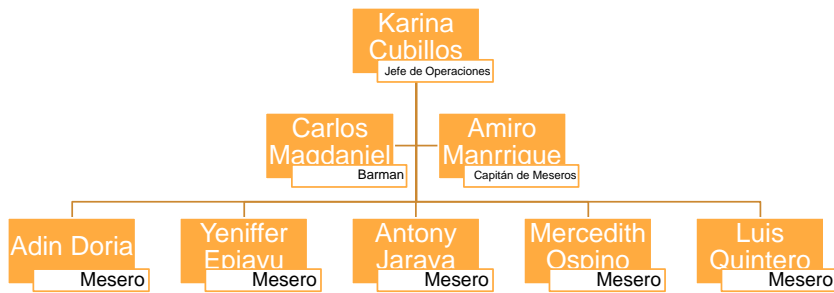 Karina
Cubillos
Jefe de Operaciones
Carlos
Magdaniel
Barman
Amiro
Manrrique
Capitán de Meseros
Adin Doria
Mesero
Yeniffer
Epiayu
Mesero
Antony
Jaraya
Mesero
Mercedith
Ospino
Mesero
Luis
Quintero
Mesero